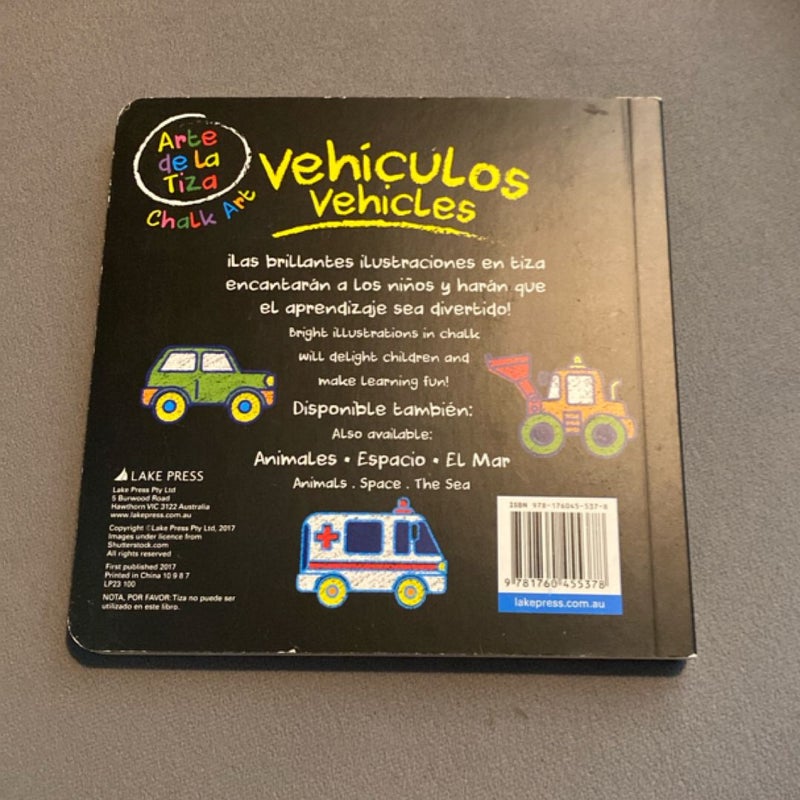 Arte
de la
Tiza
Chalk Art
Vehículos
Vehicles
¡Las brillantes ilustraciones en tiza
encantarán a los niños y harán que
el aprendizaje sea divertido!
Bright illustrations in chalk
will delight children and
make learning fun!
Disponible también:
Also available:
Animales • Espacio • El Mar
Animals . Space . The Sea
LAKE PRESS
Lake Press Pty Ltd
5 Burwood Road
Hawthorn VIC 3122 Australia
www.lakepress.com.au
Copyright ©Lake Press Pty Ltd, 2017
Images under licence from
Shutterstock.com
All rights reserved
First published 2017
Printed in China 10 9 8 7
LP23 100
NOTA, POR FAVOR: Tiza no puede ser
utilizado en este libro.
ISBN 978-176045-537-8
9 781760 455378
lakepress.com.au